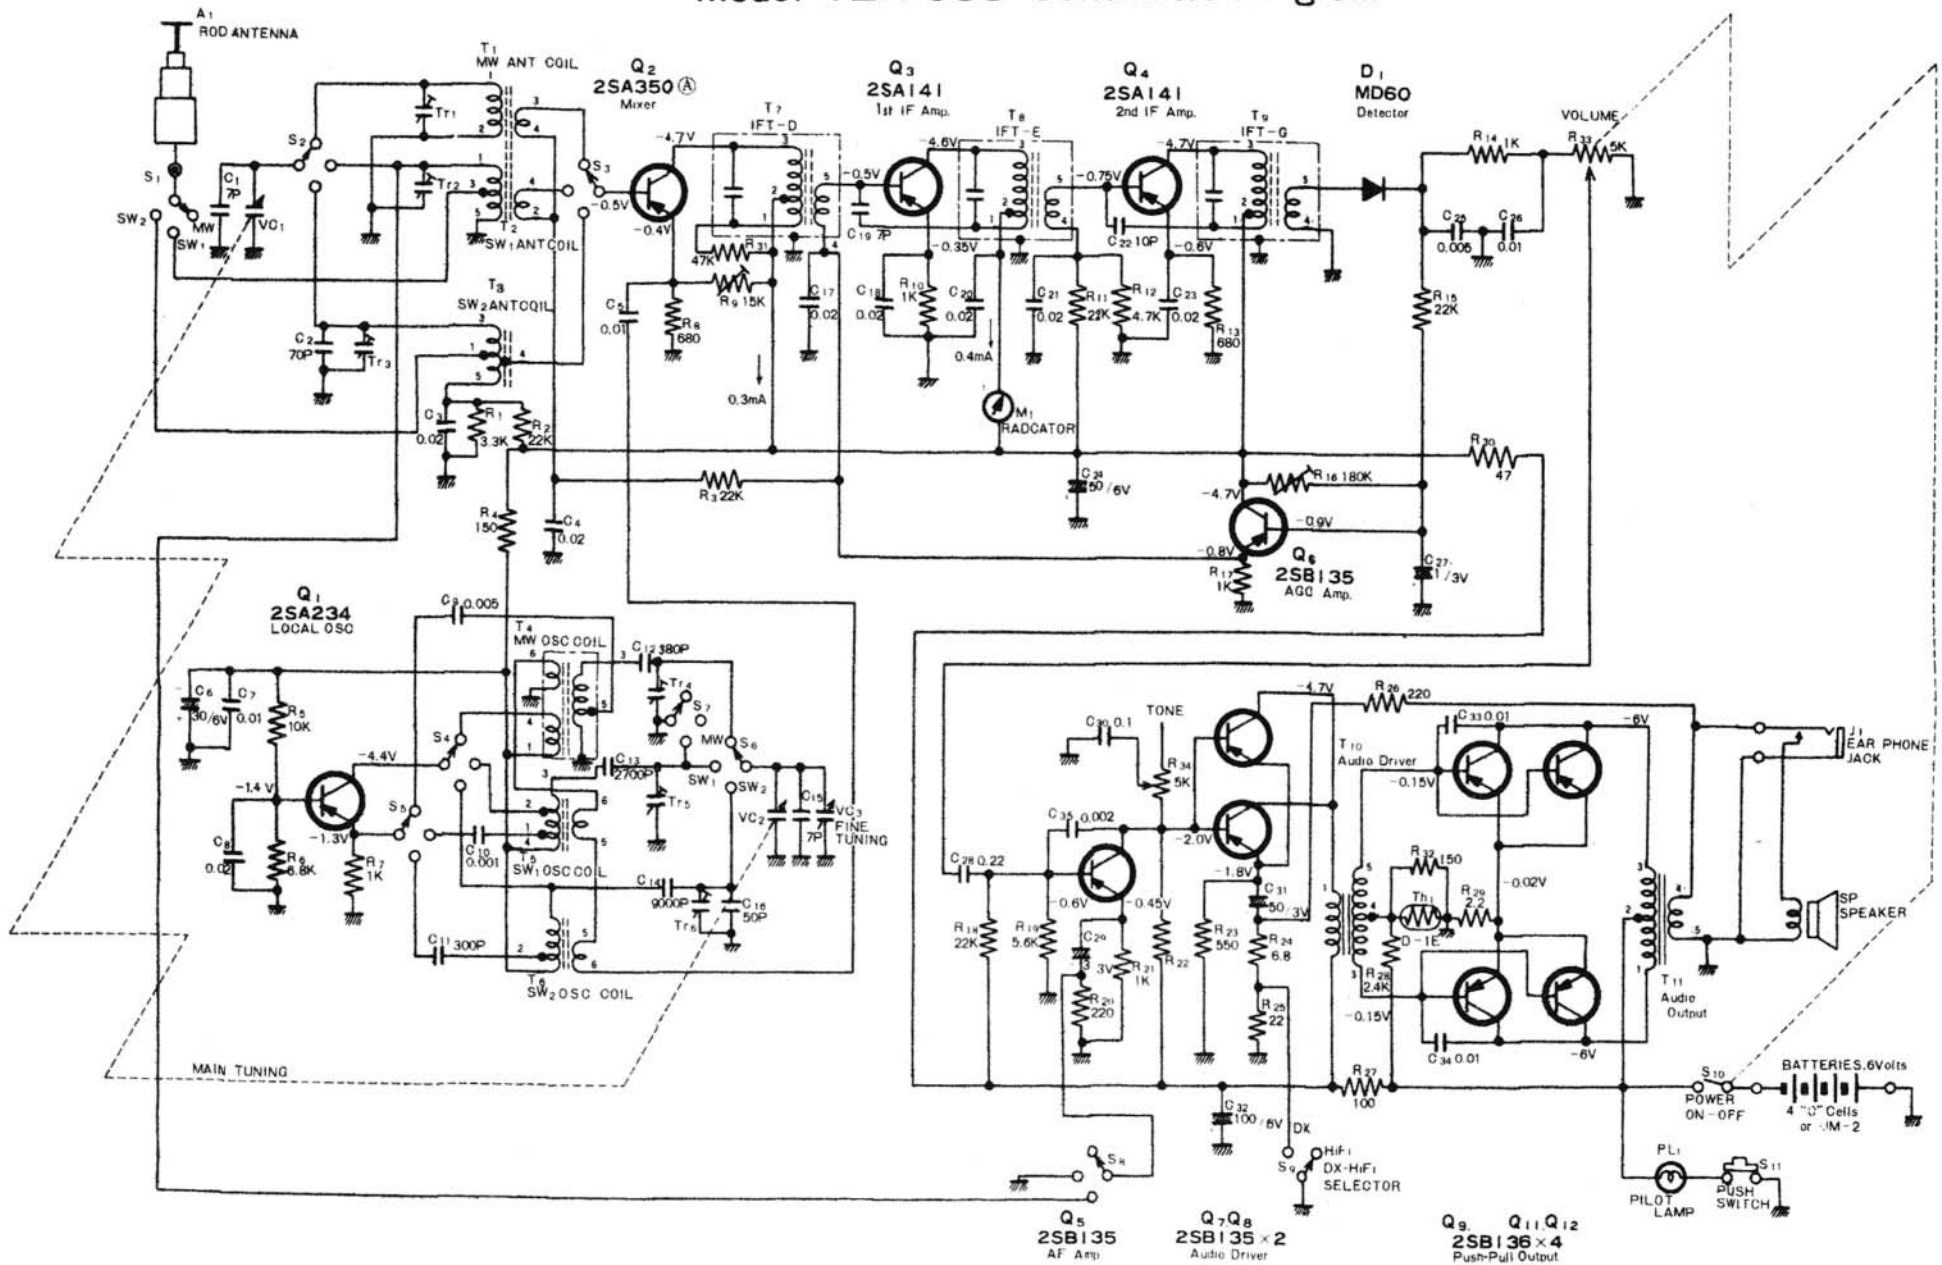 A1
ROD ANTENNA
T1
MW ANT COIL
Q2
2SA350 Ⓐ
Mixer
Q3
2SA141
1st IF Amp.
Q4
2SA141
2nd IF Amp.
D1
MD60
Detector
VOLUME
R33
5K
R14
1K
T7
IFT-D
T8
IFT-E
T9
IFT-G
-4.7V
-4.6V
-4.7V
Tr1
S2
S3
S1
C1
7P
VC1
MW
SW2
SW1
Tr2
T2
SW1 ANT COIL
-0.5V
-0.4V
-0.5V
-0.75V
C19 7P
-0.35V
C22 10P
-0.6V
C25
0.005
C26
0.01
R31
47K
R9 15K
C5
0.01
R8
680
C17
0.02
C18
0.02
R10
1K
C20
0.02
C21
0.02
R11
22K
R12
4.7K
C23
0.02
R13
680
R15
22K
T3
SW2 ANT COIL
C2
70P
Tr3
0.3mA
0.4mA
M1
RADCATOR
C3
0.02
R1
3.3K
R2
22K
R3 22K
R4
150
C4
0.02
C24
50/6V
R30
47
R16 180K
-4.7V
-0.9V
-0.8V
Q6
2SB135
AGC Amp.
R17
1K
C27
1/3V
Q1
2SA234
LOCAL OSC
C9 0.005
T4
MW OSC COIL
C12 380P
Tr4
S7
MW
S6
SW1
SW2
C6
30/6V
C7
0.01
R5
10K
-4.4V
S4
-1.4V
S5
-1.3V
C8
0.02
R6
6.8K
R7
1K
C10
0.001
T5
SW1 OSC COIL
C13
2700P
Tr5
VC2
C15
7P
VC3
FINE
TUNING
C14
9000P
Tr6
C16
50P
C11 300P
T6
SW2 OSC COIL
MAIN TUNING
-4.7V
R26
220
C30 0.1
TONE
R34
5K
C33 0.01
-6V
T10
Audio Driver
-0.15V
J1
EAR PHONE
JACK
C35 0.002
-2.0V
-1.8V
C28 0.22
-0.6V
-0.45V
C31
50/3V
R32
150
Th1
D-1E
R29
2.2
-0.02V
SP
SPEAKER
R18
22K
R19
5.6K
C29
3V
R21
1K
R22
R23
550
R24
6.8
R20
220
R25
22
R28
2.4K
-0.15V
C34 0.01
-6V
T11
Audio
Output
R27
100
C32
100/6V
DX
S10
POWER
ON-OFF
BATTERIES.6Volts
4 "C" Cells
or UM-2
S8
S9
HiFi
DX-HiFi
SELECTOR
PL1
PILOT
LAMP
S11
PUSH
SWITCH
Q5
2SB135
AF Amp.
Q7,Q8
2SB135×2
Audio Driver
Q9. Q11,Q12
2SB136×4
Push-Pull Output